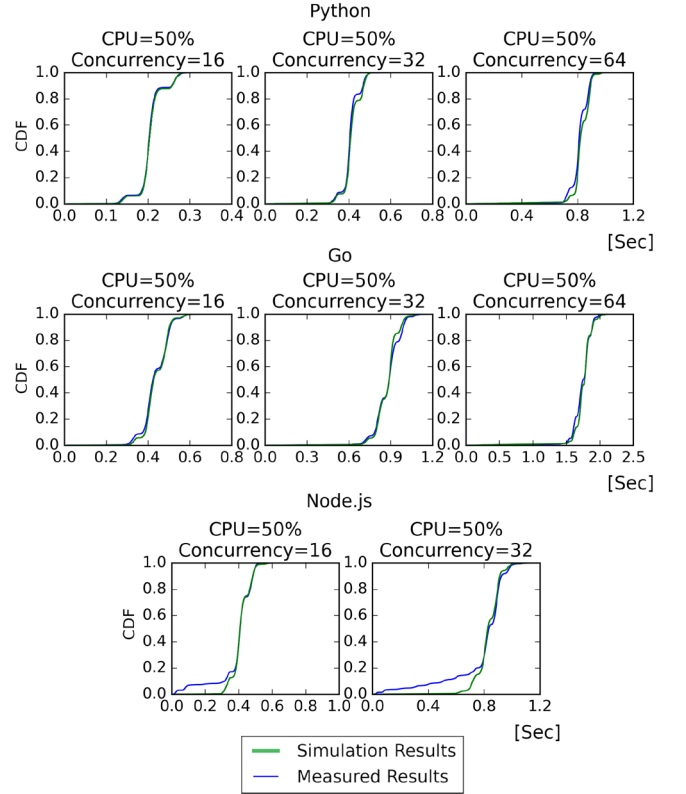 Python
CPU=50% CPU=50% CPU=50%
Concurrency=16 Concurrency=32 Concurrency=64
1.0 1.0 1.0
0.8 0.8 0.8
0.6 0.6 0.6
CDF
0.4 0.4 0.4
0.2 0.2 0.2
0.0 0.0 0.0
0.0 0.1 0.2 0.3 0.4 0.0 0.2 0.4 0.6 0.8 0.0 0.4 0.8 1.2
[Sec]
Go
CPU=50% CPU=50% CPU=50%
Concurrency=16 Concurrency=32 Concurrency=64
1.0 1.0 1.0
0.8 0.8 0.8
0.6 0.6 0.6
CDF
0.4 0.4 0.4
0.2 0.2 0.2
0.0 0.0 0.0
0.0 0.2 0.4 0.6 0.8 0.0 0.3 0.6 0.9 1.2 0.0 0.5 1.0 1.5 2.0 2.5
[Sec]
Node.js
CPU=50% CPU=50%
Concurrency=16 Concurrency=32
1.0 1.0
0.8 0.8
0.6 0.6
CDF
0.4 0.4
0.2 0.2
0.0 0.0
0.0 0.2 0.4 0.6 0.8 1.0 0.0 0.4 0.8 1.2
[Sec]
Simulation Results
Measured Results